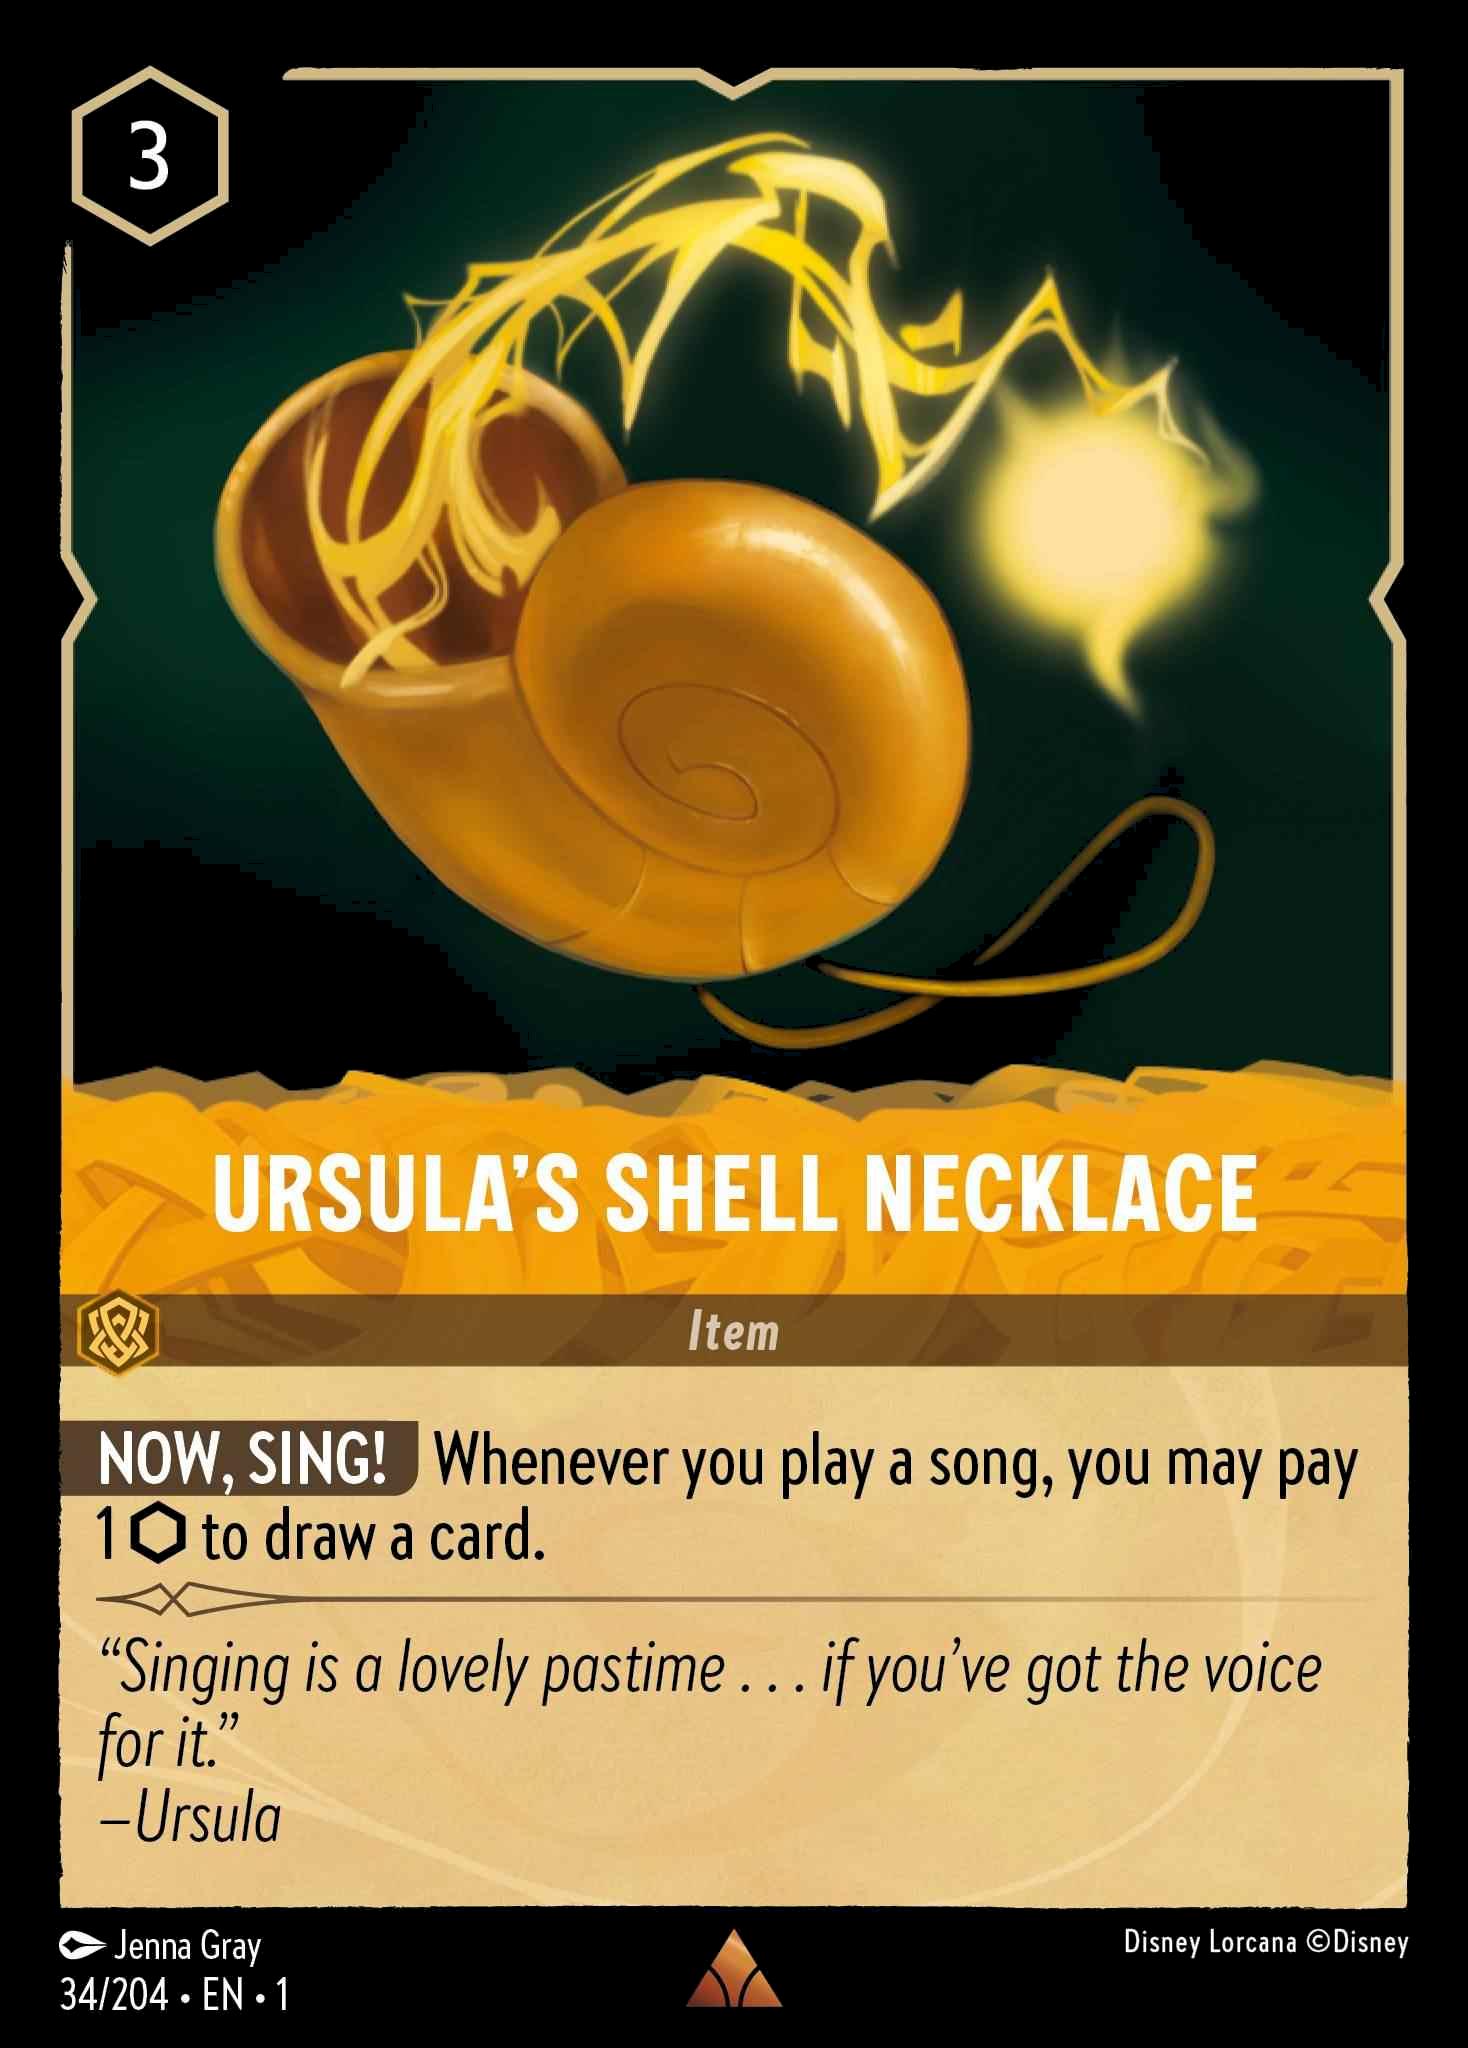 3
URSULA’S SHELL NECKLACE
Item
NOW, SING! Whenever you play a song, you may pay
1 ⬡ to draw a card.
“Singing is a lovely pastime . . . if you’ve got the voice
for it.”
–Ursula
Jenna Gray
Disney Lorcana ©Disney
34/204 • EN • 1